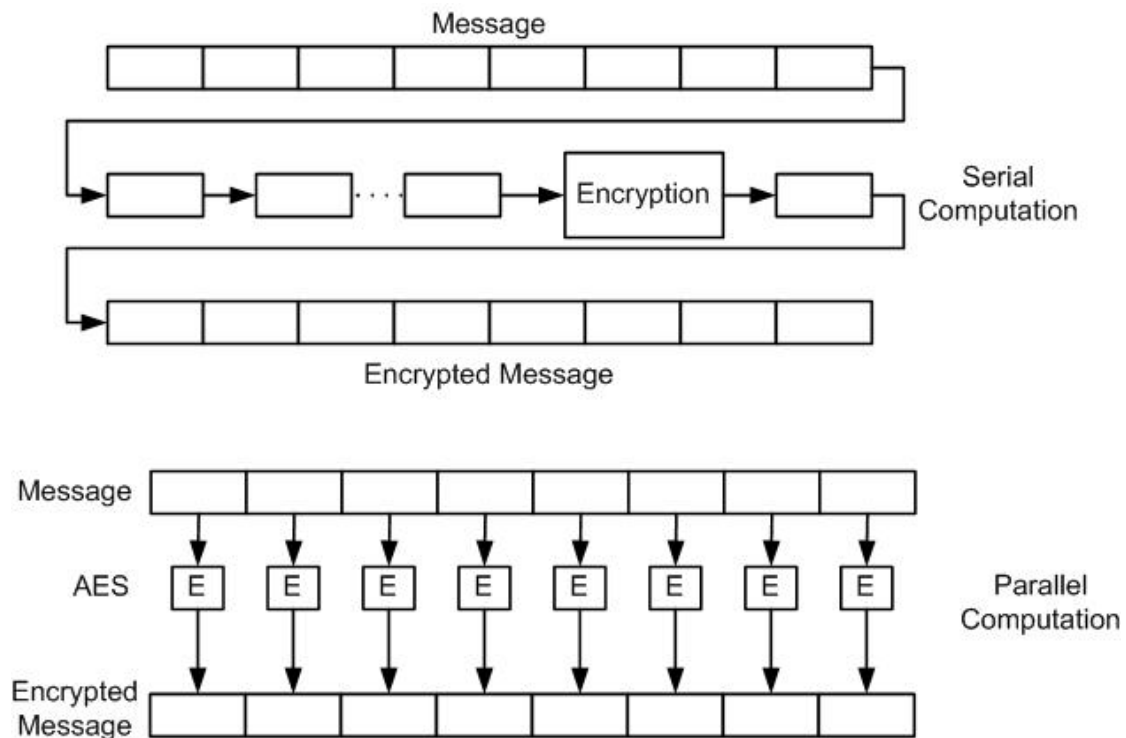 Message
Encryption
Serial
Computation
Encrypted Message
Message
AES
E E E E E E E E
Parallel
Computation
Encrypted
Message